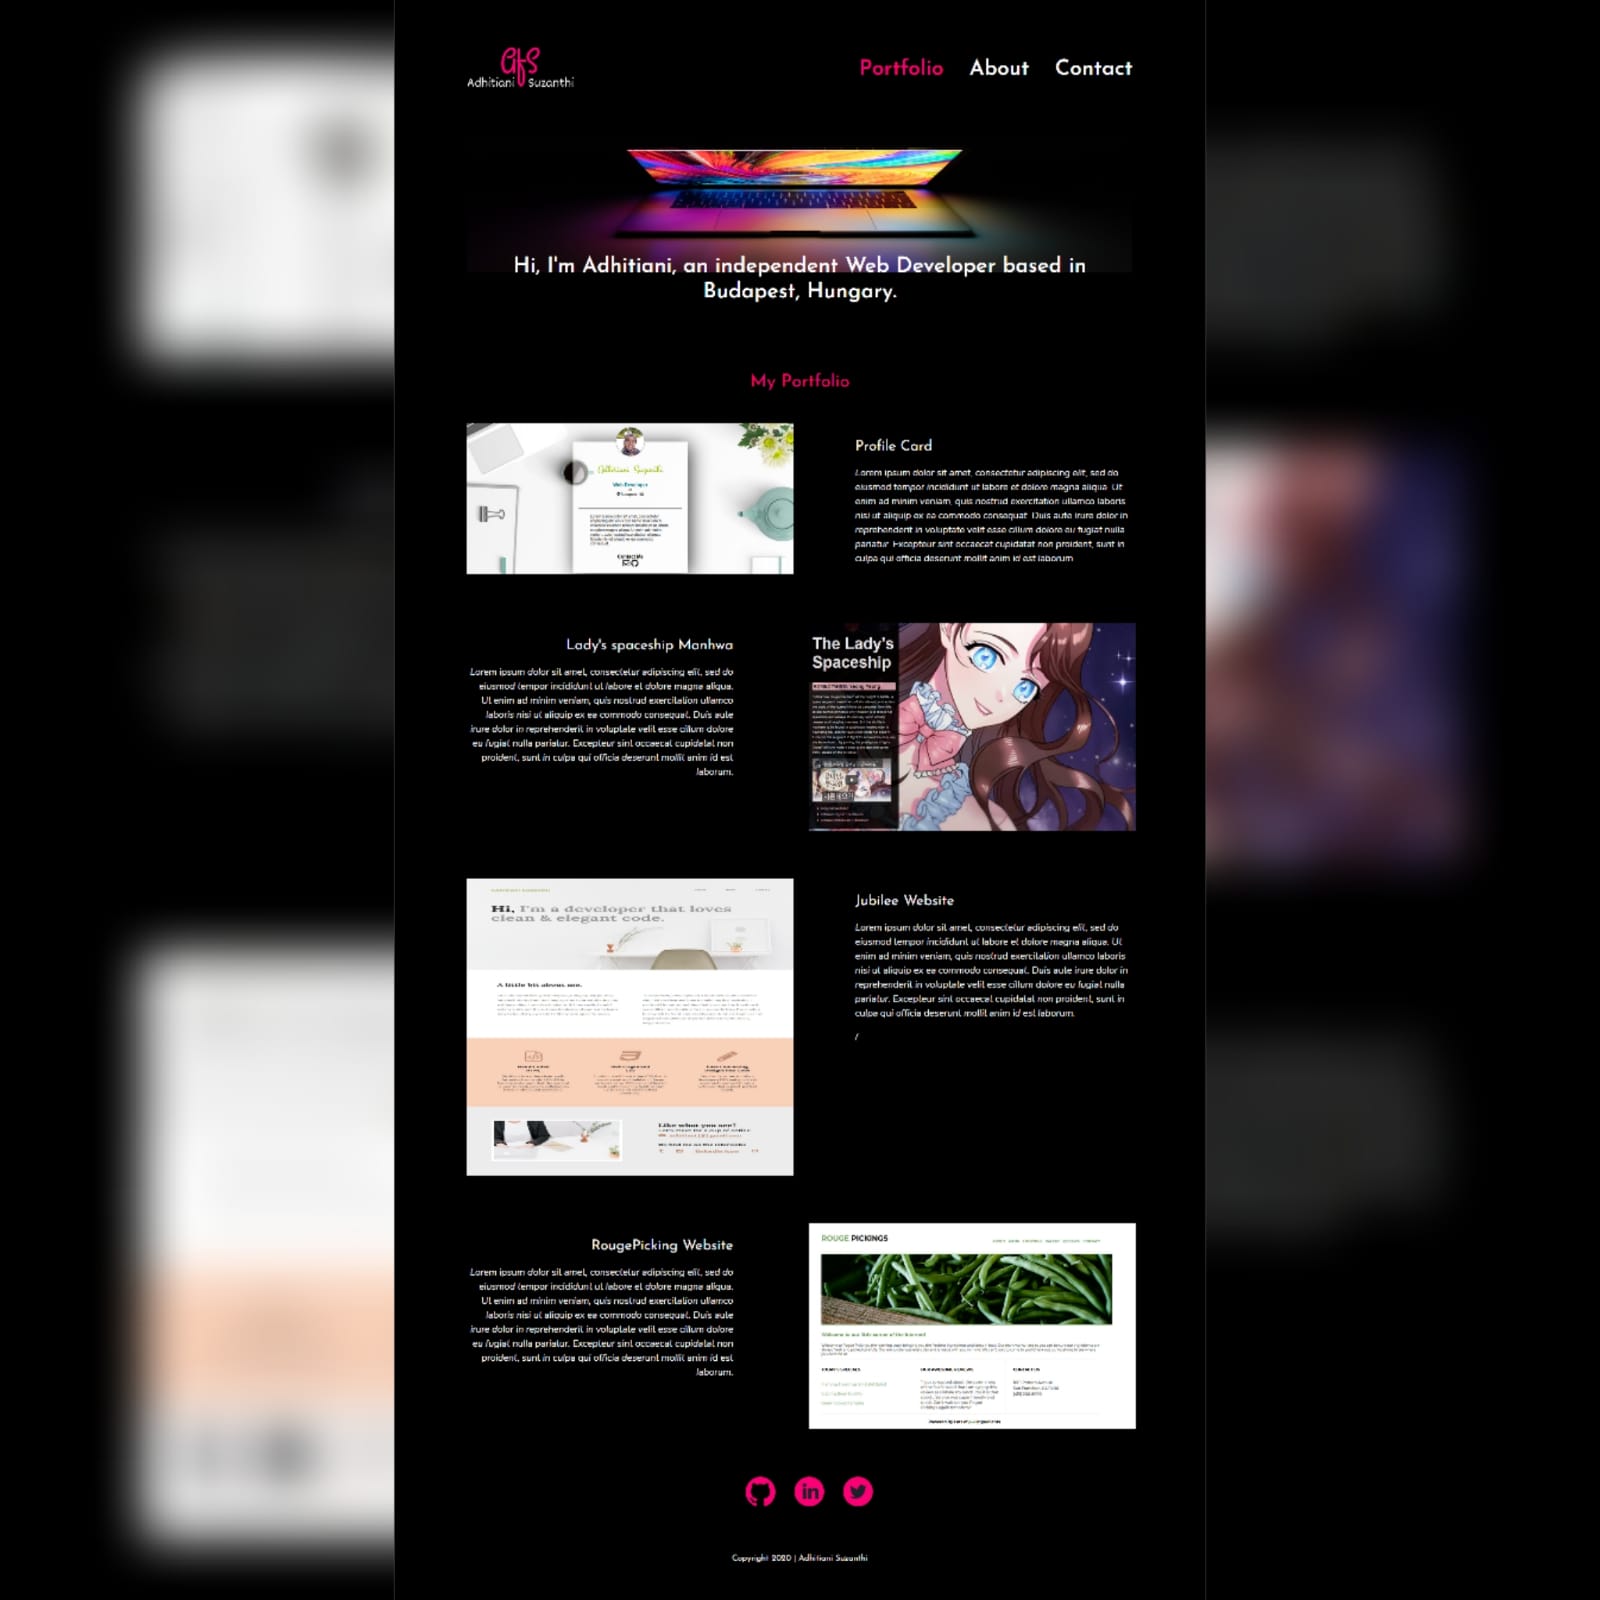 AfS
Adhitiani Suzanthi
Portfolio About Contact
Hi, I'm Adhitiani, an independent Web Developer based in
Budapest, Hungary.
My Portfolio
Adhitiani Suzanthi
Web Developer
Profile Card
Lorem ipsum dolor sit amet, consectetur adipiscing elit, sed do
eiusmod tempor incididunt ut labore et dolore magna aliqua. Ut
enim ad minim veniam, quis nostrud exercitation ullamco laboris
nisi ut aliquip ex ea commodo consequat. Duis aute irure dolor in
reprehenderit in voluptate velit esse cillum dolore eu fugiat nulla
pariatur. Excepteur sint occaecat cupidatat non proident, sunt in
culpa qui officia deserunt mollit anim id est laborum.
Lady's spaceship Manhwa
Lorem ipsum dolor sit amet, consectetur adipiscing elit, sed do
eiusmod tempor incididunt ut labore et dolore magna aliqua.
Ut enim ad minim veniam, quis nostrud exercitation ullamco
laboris nisi ut aliquip ex ea commodo consequat. Duis aute
irure dolor in reprehenderit in voluptate velit esse cillum dolore
eu fugiat nulla pariatur. Excepteur sint occaecat cupidatat non
proident, sunt in culpa qui officia deserunt mollit anim id est
laborum.
The Lady's
Spaceship
Hi, I'm a developer that loves
clean & elegant code.
A little bit about me.
Like what you see?
Jubilee Website
Lorem ipsum dolor sit amet, consectetur adipiscing elit, sed do
eiusmod tempor incididunt ut labore et dolore magna aliqua. Ut
enim ad minim veniam, quis nostrud exercitation ullamco laboris
nisi ut aliquip ex ea commodo consequat. Duis aute irure dolor in
reprehenderit in voluptate velit esse cillum dolore eu fugiat nulla
pariatur. Excepteur sint occaecat cupidatat non proident, sunt in
culpa qui officia deserunt mollit anim id est laborum.
/
RougePicking Website
Lorem ipsum dolor sit amet, consectetur adipiscing elit, sed do
eiusmod tempor incididunt ut labore et dolore magna aliqua.
Ut enim ad minim veniam, quis nostrud exercitation ullamco
laboris nisi ut aliquip ex ea commodo consequat. Duis aute
irure dolor in reprehenderit in voluptate velit esse cillum dolore
eu fugiat nulla pariatur. Excepteur sint occaecat cupidatat non
proident, sunt in culpa qui officia deserunt mollit anim id est
laborum.
ROUGE PICKINGS
Welcome to our little corner of the internet!
in
Copyright 2020 | Adhitiani Suzanthi